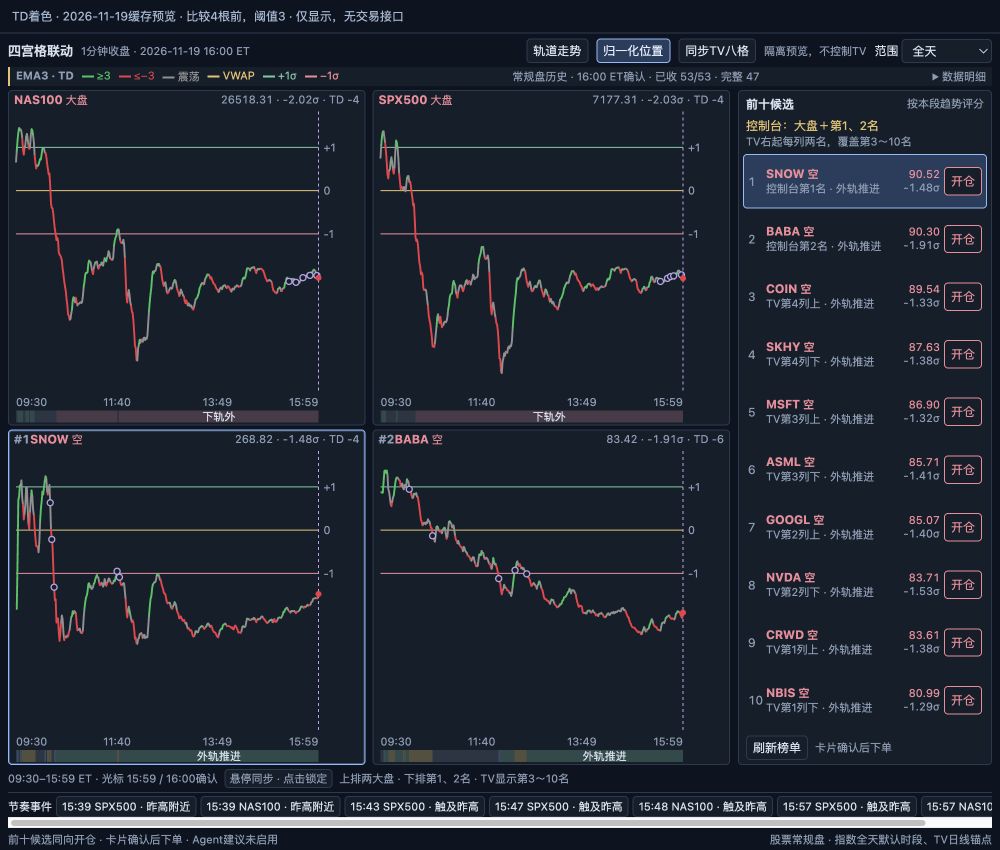 TD着色 · 2026-11-19缓存预览 · 比较4根前，阈值3 · 仅显示，无交易接口
四宫格联动 1分钟收盘 · 2026-11-19 16:00 ET 轨道走势 归一化位置 同步TV八格 隔离预览，不控制TV 范围 全天
EMA3 · TD ≥3 ≤−3 震荡 VWAP +1σ −1σ 常规盘历史 · 16:00 ET确认 · 已收 53/53 · 完整 47 ▶数据明细
NAS100 大盘 26518.31 · -2.02σ · TD -4
+1
0
-1
09:30 11:40 13:49 15:59
下轨外
SPX500 大盘 7177.31 · -2.03σ · TD -4
+1
0
-1
09:30 11:40 13:49 15:59
下轨外
#1SNOW 空 268.82 · -1.48σ · TD -4
+1
0
-1
09:30 11:40 13:49 15:59
外轨推进
#2BABA 空 83.42 · -1.91σ · TD -6
+1
0
-1
09:30 11:40 13:49 15:59
外轨推进
前十候选 按本段趋势评分
控制台：大盘＋第1、2名
TV右起每列两名，覆盖第3～10名
1 SNOW 空 90.52 开仓
控制台第1名 · 外轨推进 -1.48σ
2 BABA 空 90.30 开仓
控制台第2名 · 外轨推进 -1.91σ
3 COIN 空 89.54 开仓
TV第4列上 · 外轨推进 -1.33σ
4 SKHY 空 87.63 开仓
TV第4列下 · 外轨推进 -1.38σ
5 MSFT 空 86.90 开仓
TV第3列上 · 外轨推进 -1.32σ
6 ASML 空 85.71 开仓
TV第3列下 · 外轨推进 -1.41σ
7 GOOGL 空 85.07 开仓
TV第2列上 · 外轨推进 -1.40σ
8 NVDA 空 83.71 开仓
TV第2列下 · 外轨推进 -1.53σ
9 CRWD 空 83.61 开仓
TV第1列上 · 外轨推进 -1.38σ
10 NBIS 空 80.99 开仓
TV第1列下 · 外轨推进 -1.29σ
刷新榜单 卡片确认后下单
09:30–15:59 ET · 光标 15:59 / 16:00确认 悬停同步 · 点击锁定 上排两大盘 · 下排第1、2名 · TV显示第3～10名
节奏事件 15:39 SPX500 · 昨高附近 15:39 NAS100 · 昨高附近 15:43 SPX500 · 触及昨高 15:47 SPX500 · 触及昨高 15:48 NAS100 · 触及昨高 15:57 SPX500 · 触及昨高 15:57 NAS10
前十候选同向开仓 · 卡片确认后下单 · Agent建议未启用 股票常规盘 · 指数全天默认时段、TV日线锚点